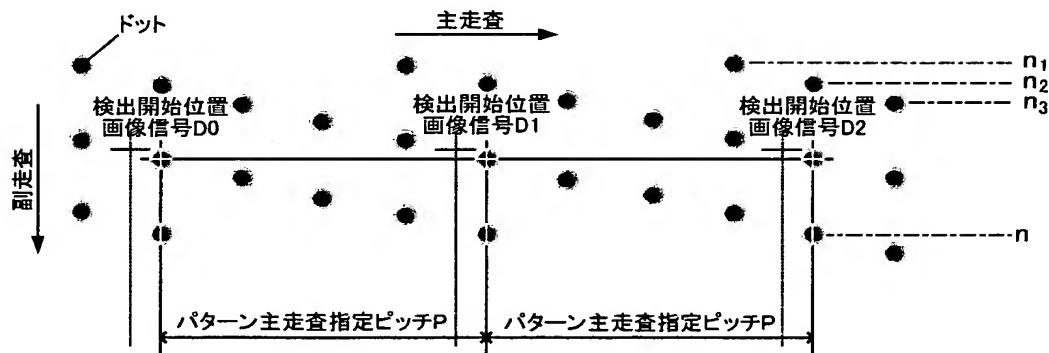 ドット
主走査
n₁
n₂
n₃
検出開始位置
画像信号D0
検出開始位置
画像信号D1
検出開始位置
画像信号D2
副走査
n
パターン主走査指定ピッチP
パターン主走査指定ピッチP